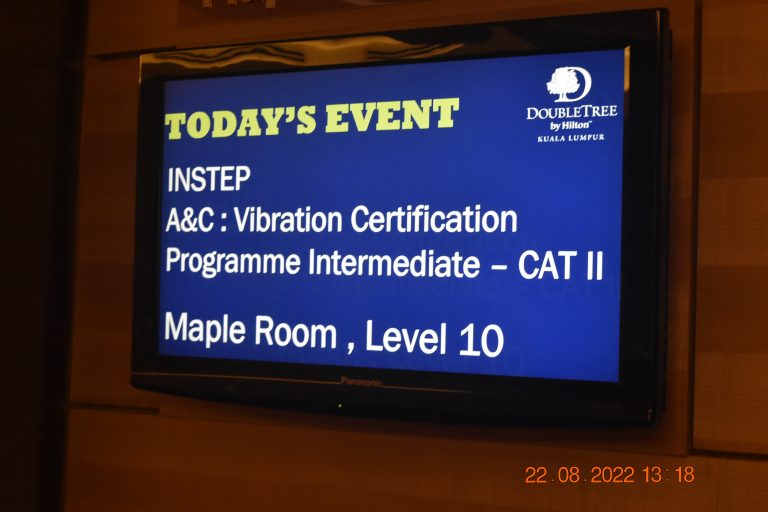 TODAY'S EVENT
DOUBLETREE
by Hilton™
KUALA LUMPUR
INSTEP
A&C : Vibration Certification
Programme Intermediate – CAT II
Maple Room , Level 10
Panasonic
22.08.2022 13:18